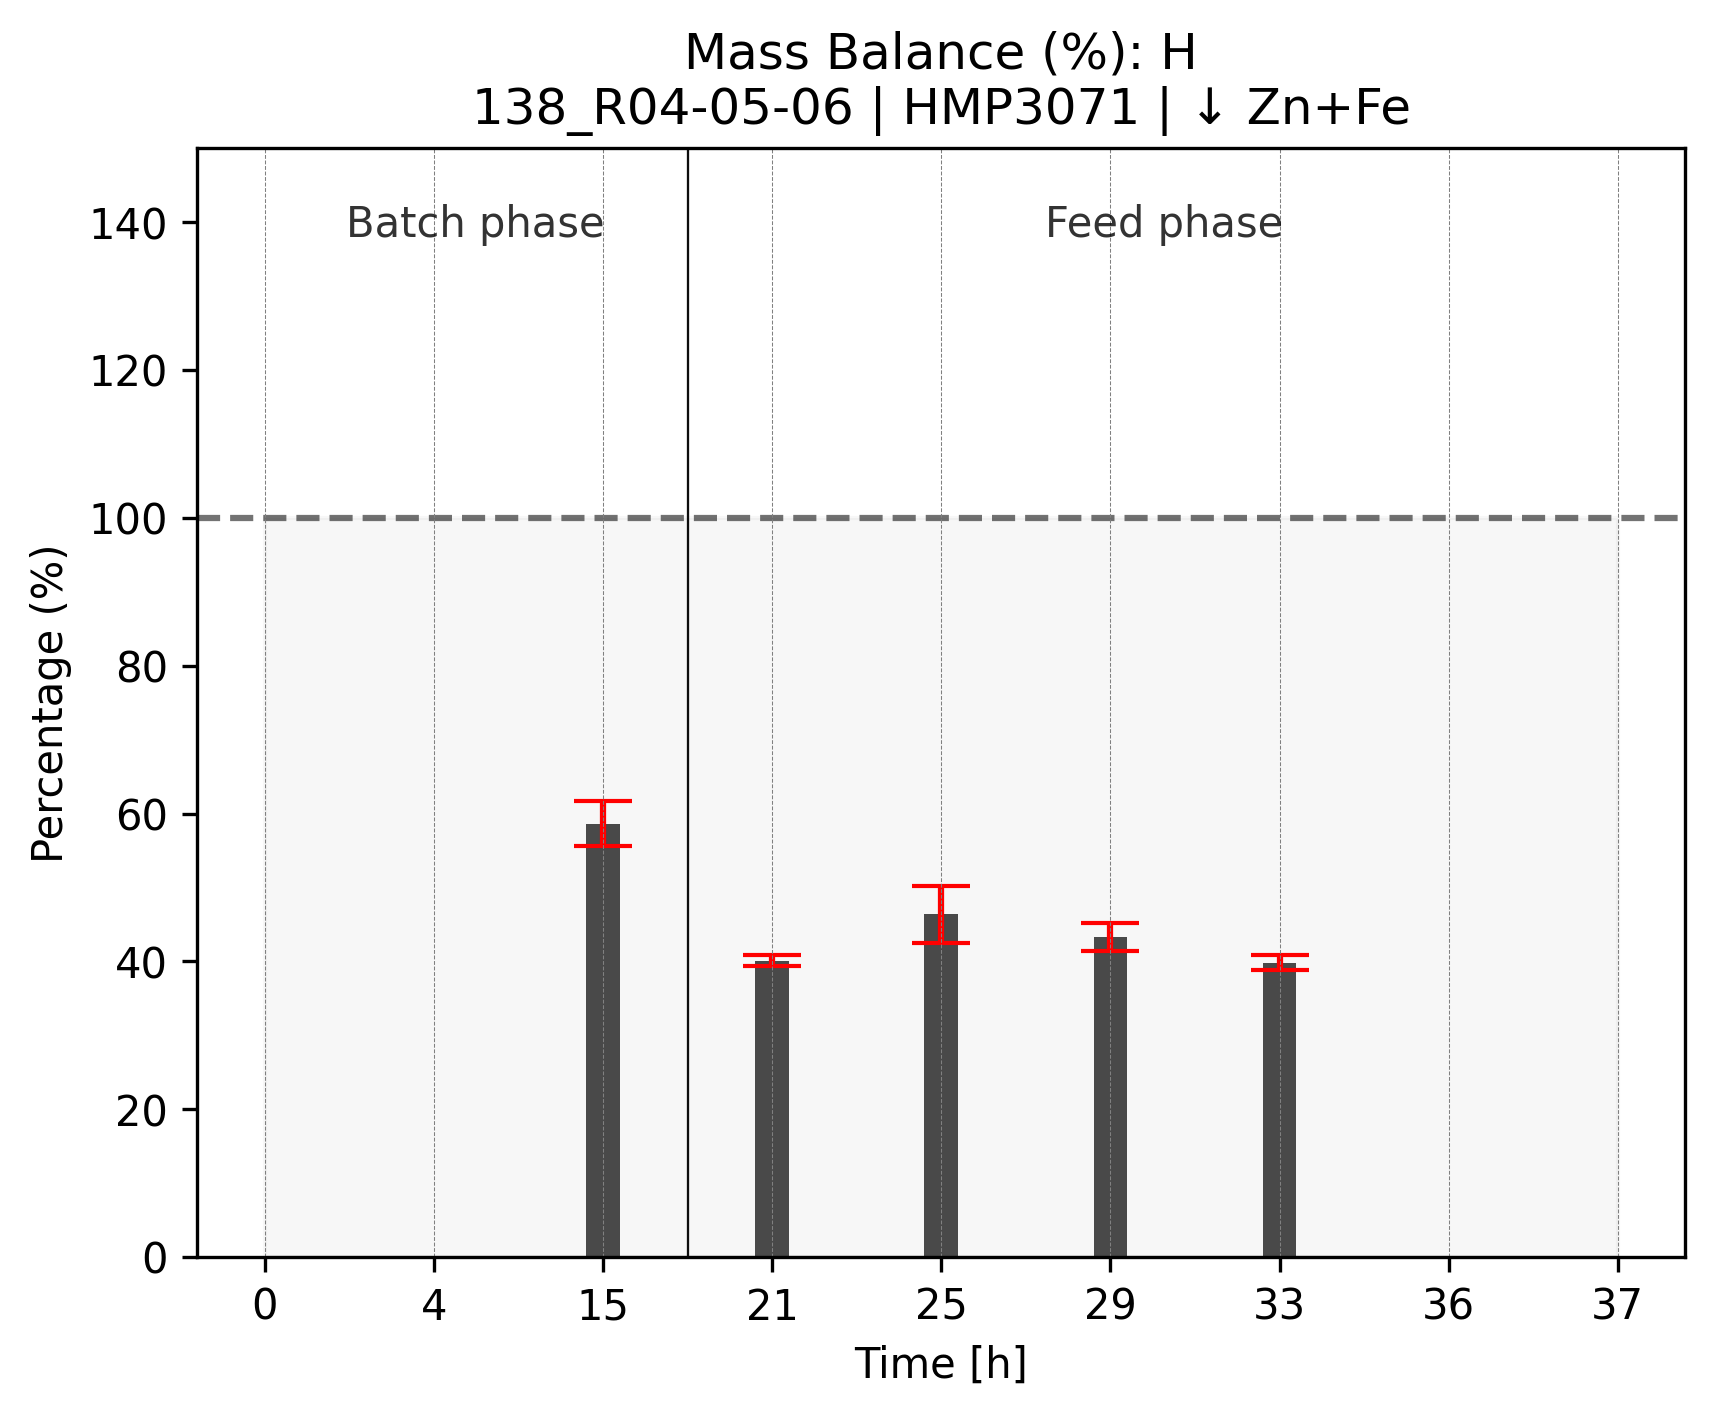 Mass Balance (%): H
138_R04-05-06 | HMP3071 | ↓ Zn+Fe
Batch phase
Feed phase
140
120
100
80
60
40
20
0
Percentage (%)
0 4 15 21 25 29 33 36 37
Time [h]